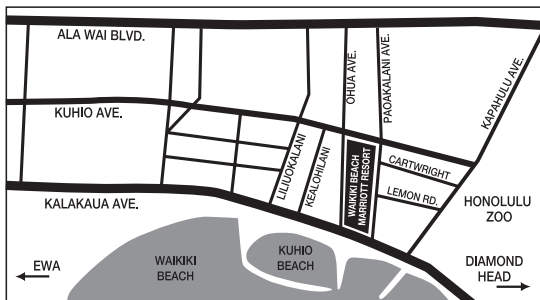 ALA WAI BLVD.
OHUA AVE.
PAOAKALANI AVE.
KAPAHULU AVE.
KUHIO AVE.
LILIUOKALANI
KEALOHILANI
WAIKIKI BEACH
MARRIOTT RESORT
CARTWRIGHT
LEMON RD.
KALAKAUA AVE.
HONOLULU
ZOO
EWA
WAIKIKI
BEACH
KUHIO
BEACH
DIAMOND
HEAD